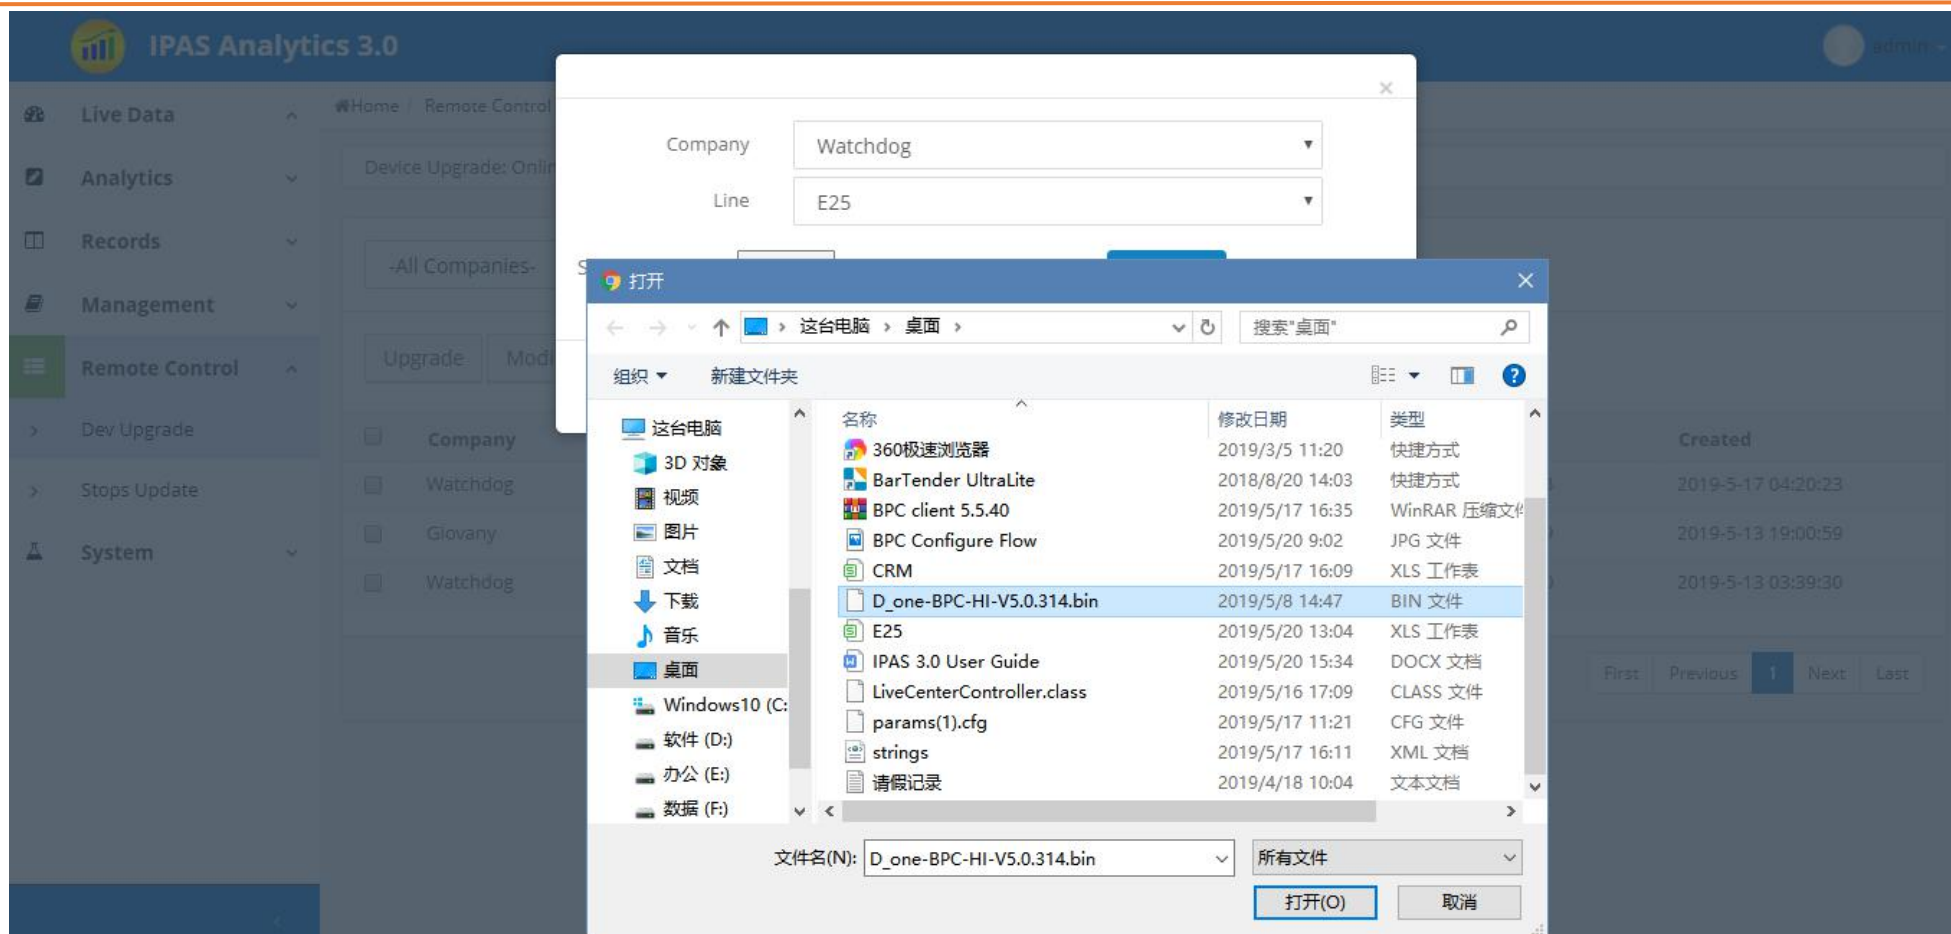 IPAS Analytics 3.0
admin
Live Data
Analytics
Records
Management
Remote Control
Dev Upgrade
Stops Update
System
Home / Remote Control
Device Upgrade: Onlin
-All Companies-
Upgrade
Modi
Company
Created
Watchdog
2019-5-17 04:20:23
Giovany
2019-5-13 19:00:59
Watchdog
2019-5-13 03:39:30
First
Previous
1
Next
Last
×
Company
Watchdog
Line
E25
打开
这台电脑 › 桌面 ›
搜索"桌面"
组织
新建文件夹
这台电脑
3D 对象
视频
图片
文档
下载
音乐
桌面
Windows10 (C:
软件 (D:)
办公 (E:)
数据 (F:)
名称 修改日期 类型
360极速浏览器 2019/3/5 11:20 快捷方式
BarTender UltraLite 2018/8/20 14:03 快捷方式
BPC client 5.5.40 2019/5/17 16:35 WinRAR 压缩文件
BPC Configure Flow 2019/5/20 9:02 JPG 文件
CRM 2019/5/17 16:09 XLS 工作表
D_one-BPC-HI-V5.0.314.bin 2019/5/8 14:47 BIN 文件
E25 2019/5/20 13:04 XLS 工作表
IPAS 3.0 User Guide 2019/5/20 15:34 DOCX 文档
LiveCenterController.class 2019/5/16 17:09 CLASS 文件
params(1).cfg 2019/5/17 11:21 CFG 文件
strings 2019/5/17 16:11 XML 文档
请假记录 2019/4/18 10:04 文本文档
文件名(N): D_one-BPC-HI-V5.0.314.bin
所有文件
打开(O)
取消